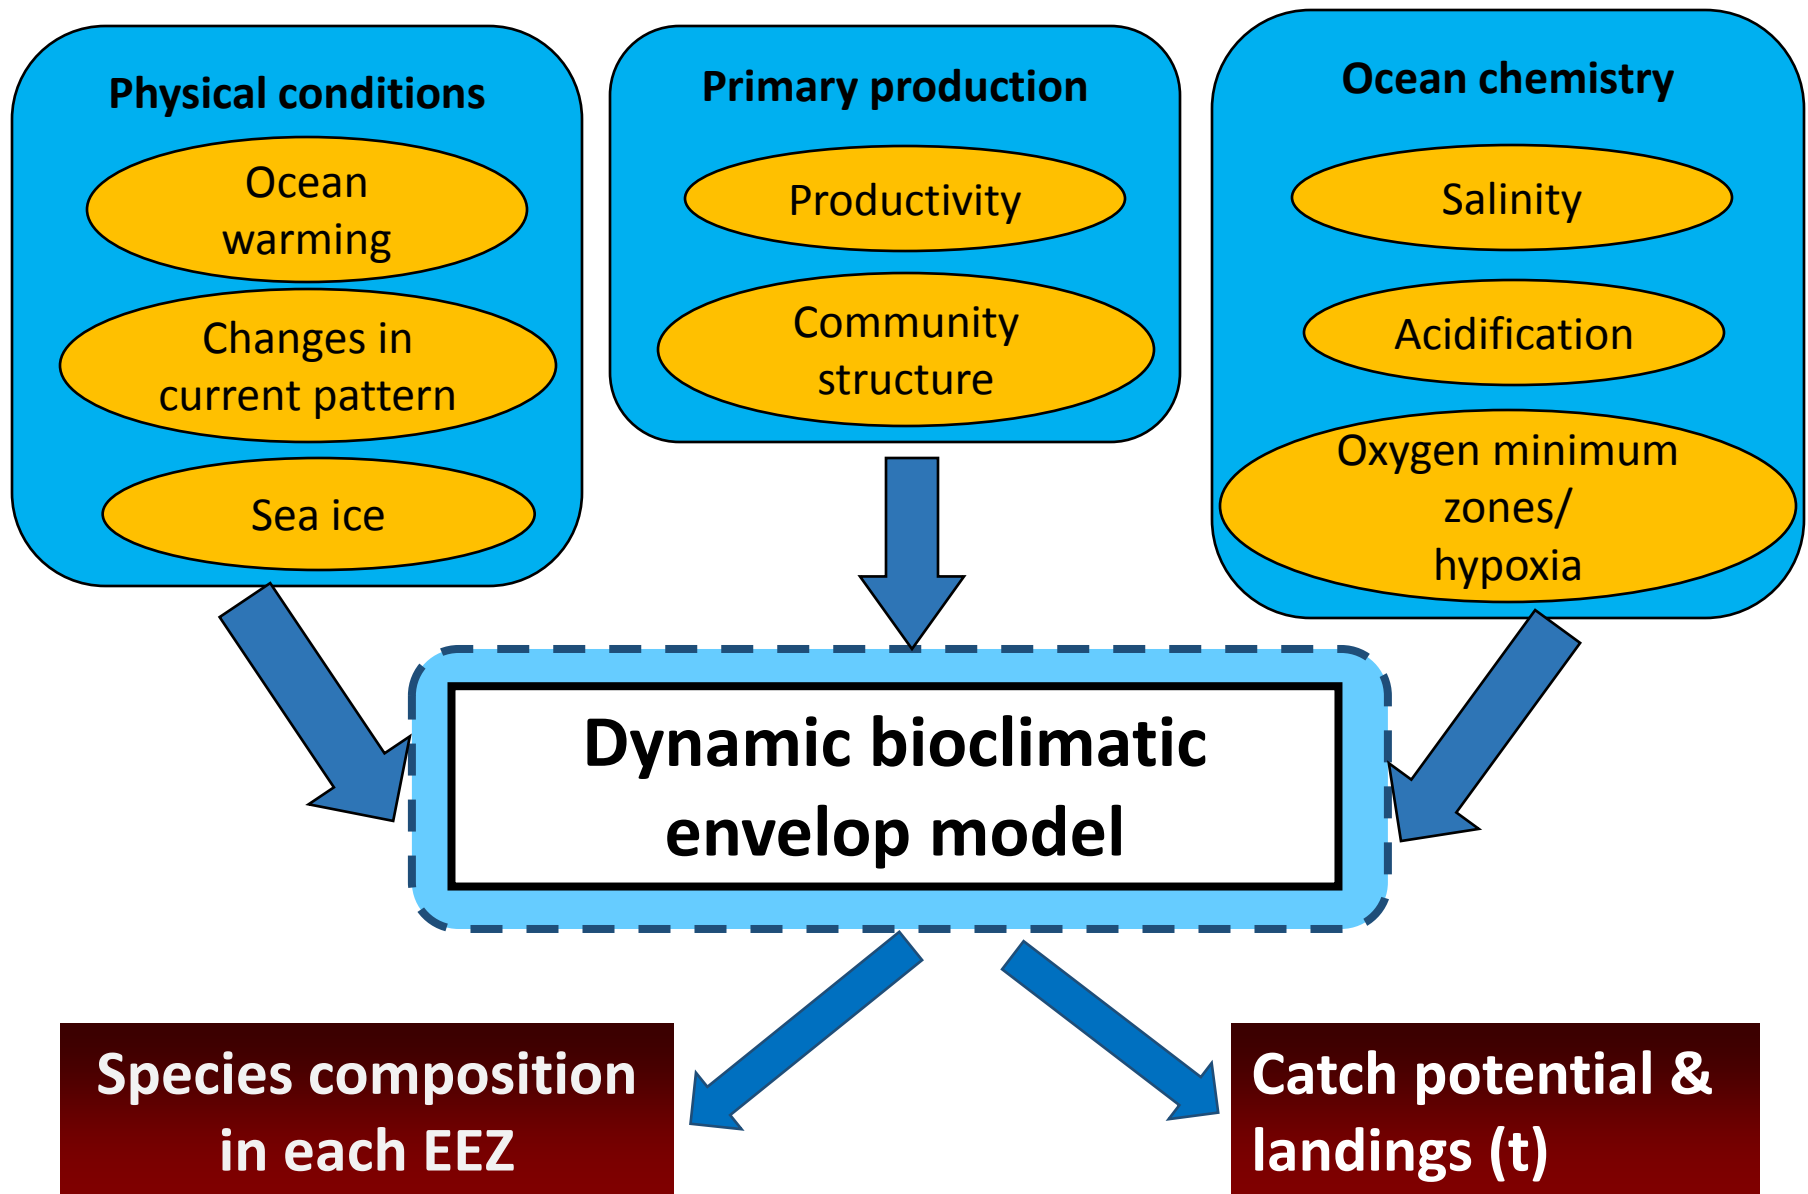 Physical conditions
Ocean
warming
Changes in
current pattern
Sea ice
Primary production
Productivity
Community
structure
Ocean chemistry
Salinity
Acidification
Oxygen minimum
zones/
hypoxia
Dynamic bioclimatic
envelop model
Species composition
in each EEZ
Catch potential &
landings (t)